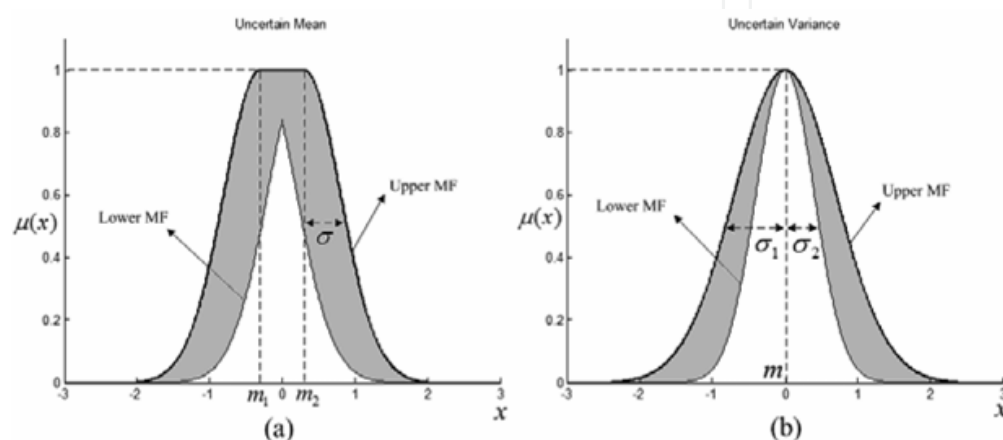 Uncertain Mean
1
0.8
0.6
μ(x)
0.4
0.2
0
Lower MF
Upper MF
σ
-3 -2 -1 m₁ 0 m₂ 1 2 3
x
(a)
Uncertain Variance
1
0.8
0.6
μ(x)
0.4
0.2
0
Lower MF
Upper MF
σ₁ σ₂
m
-3 -2 -1 0 1 2 3
x
(b)